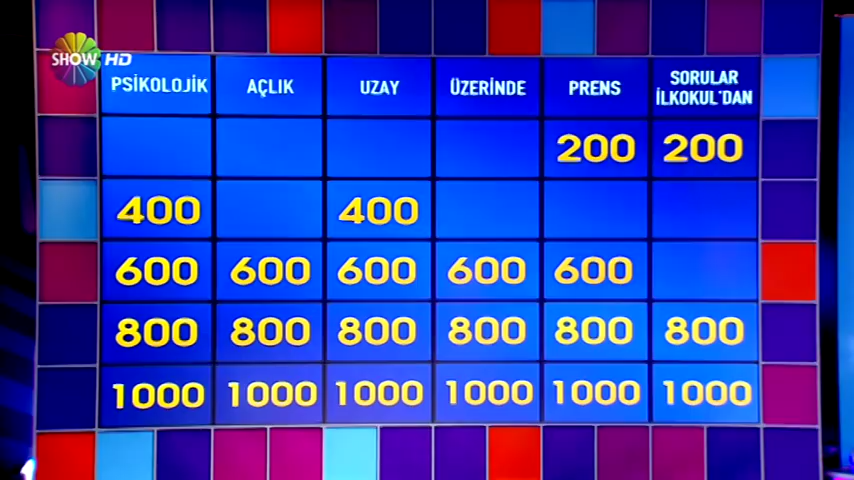 SHOW HD
PSİKOLOJİK AÇLIK UZAY ÜZERİNDE PRENS SORULAR İLKOKUL'DAN
200 200
400 400
600 600 600 600 600
800 800 800 800 800 800
1000 1000 1000 1000 1000 1000